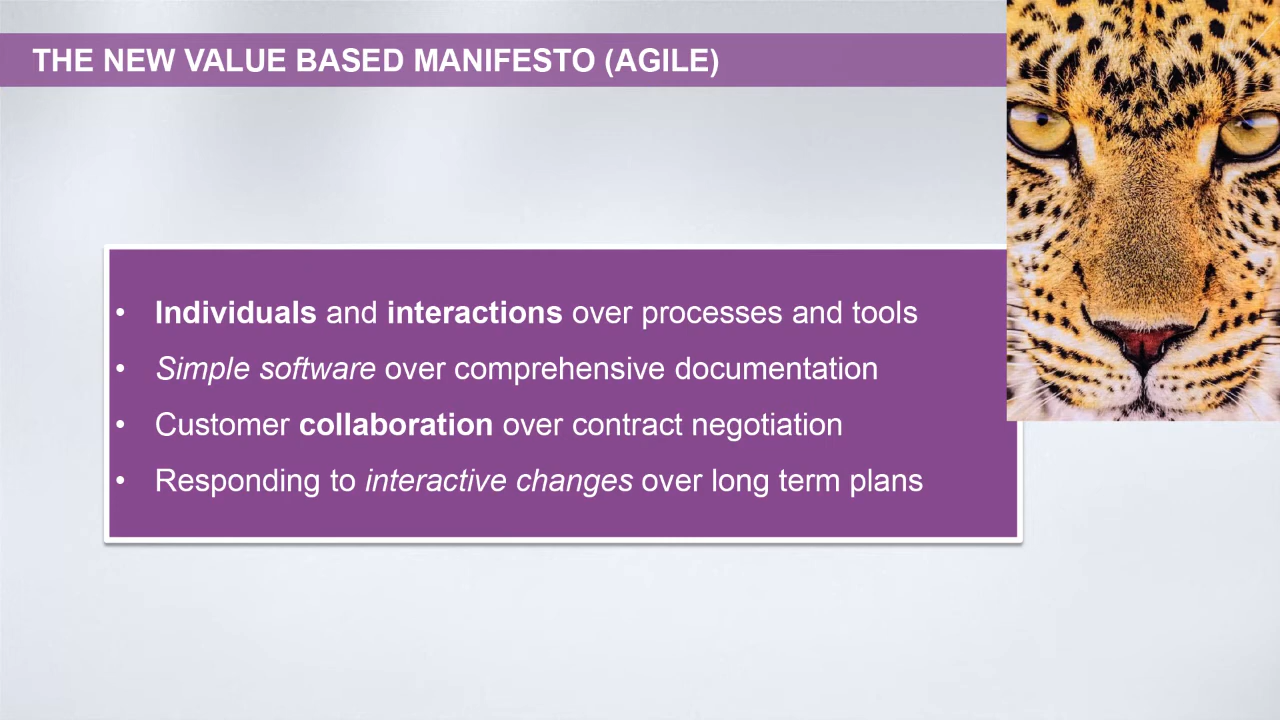 THE NEW VALUE BASED MANIFESTO (AGILE)
• Individuals and interactions over processes and tools
• Simple software over comprehensive documentation
• Customer collaboration over contract negotiation
• Responding to interactive changes over long term plans